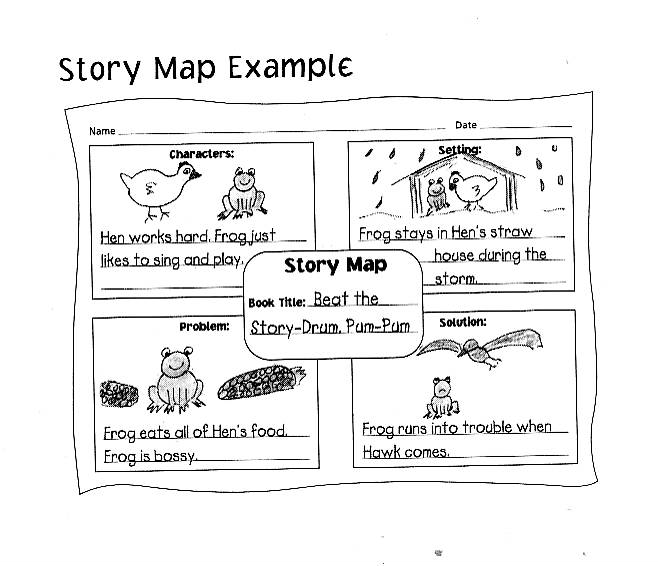 Story Map Example
Name
Date
Characters:
Hen works hard. Frog just
likes to sing and play.
Setting:
Frog stays in Hen's straw
house during the
storm.
Story Map
Book Title: Beat the
Story-Drum, Pum-Pum
Problem:
Frog eats all of Hen's food.
Frog is bossy.
Solution:
Frog runs into trouble when
Hawk comes.